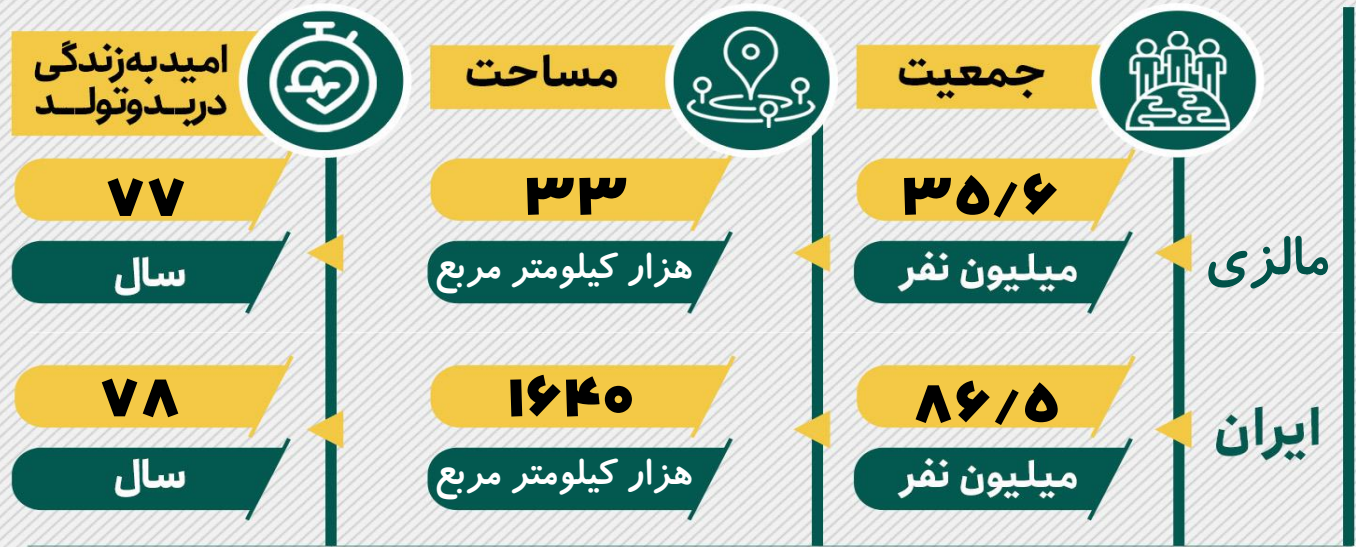 جمعیت
مساحت
امیدبه‌زندگی
دربــدوتولــد
مالزی
۳۵/۶
میلیون نفر
۳۳
هزار کیلومتر مربع
۷۷
سال
ایران
۸۶/۵
میلیون نفر
۱۶۴۰
هزار کیلومتر مربع
۷۸
سال